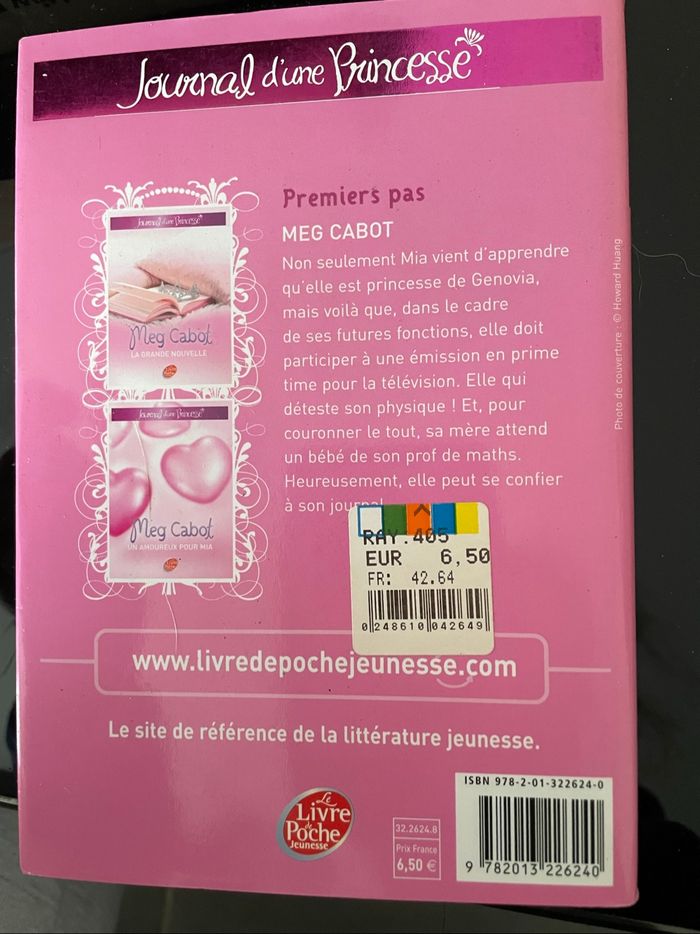 Journal d'une Princesse
Premiers pas
MEG CABOT
Non seulement Mia vient d'apprendre
qu'elle est princesse de Genovia,
mais voilà que, dans le cadre
de ses futures fonctions, elle doit
participer à une émission en prime
time pour la télévision. Elle qui
déteste son physique ! Et, pour
couronner le tout, sa mère attend
un bébé de son prof de maths.
Heureusement, elle peut se confier
à son journal
Journal d'une Princesse
Meg Cabot
LA GRANDE NOUVELLE
Journal d'une Princesse
Meg Cabot
UN AMOUREUX POUR MIA
Photo de couverture : © Howard Huang
RAY.405
EUR 6,50
FR: 42.64
0 248610 042649
www.livredepochejeunesse.com
Le site de référence de la littérature jeunesse.
Le
Livre
de
Poche
Jeunesse
32.2624.8
Prix France
6,50 €
ISBN 978-2-01-322624-0
9 782013 226240